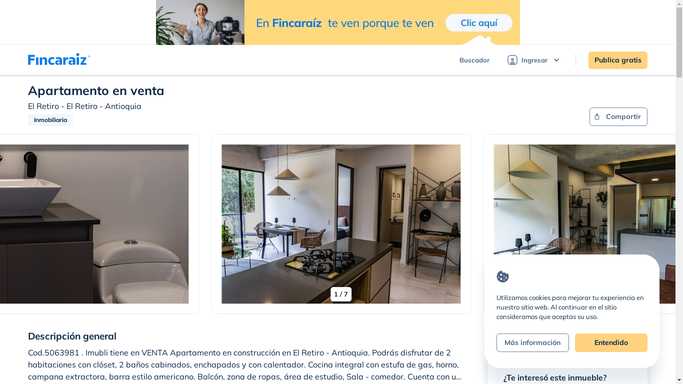 En Fincaraíz te ven porque te ven
Clic aquí
Fincaraiz
Buscador
Ingresar
Publica gratis
Apartamento en venta
El Retiro - El Retiro - Antioquia
Inmobiliaria
Compartir
1 / 7
Utilizamos cookies para mejorar tu experiencia en
nuestro sitio web. Al continuar en el sitio
consideramos que aceptas su uso.
Más información
Entendido
Descripción general
Cod.5063981 . Imubli tiene en VENTA Apartamento en construcción en El Retiro - Antioquia. Podrás disfrutar de 2
habitaciones con clóset, 2 baños cabinados, enchapados y con calentador. Cocina integral con estufa de gas, horno,
campana extractora, barra estilo americano. Balcón, zona de ropas, área de estudio, Sala - comedor. Cuenta con u...
¿Te interesó este inmueble?